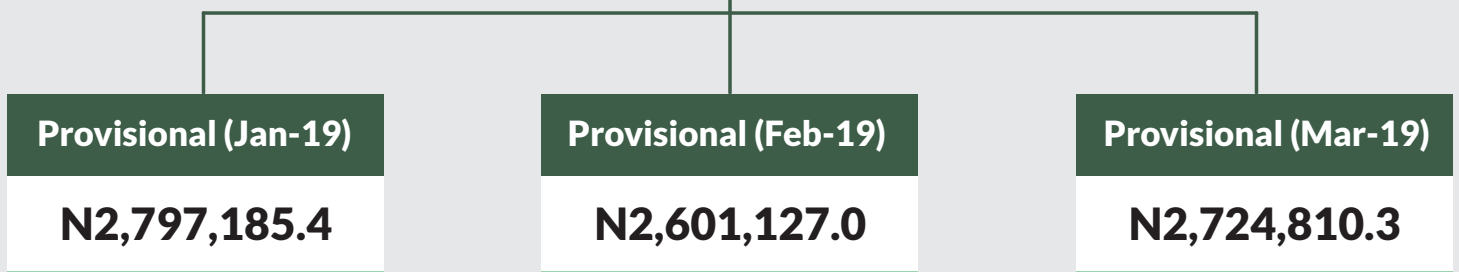 Provisional (Jan-19)
N2,797,185.4
Provisional (Feb-19)
N2,601,127.0
Provisional (Mar-19)
N2,724,810.3